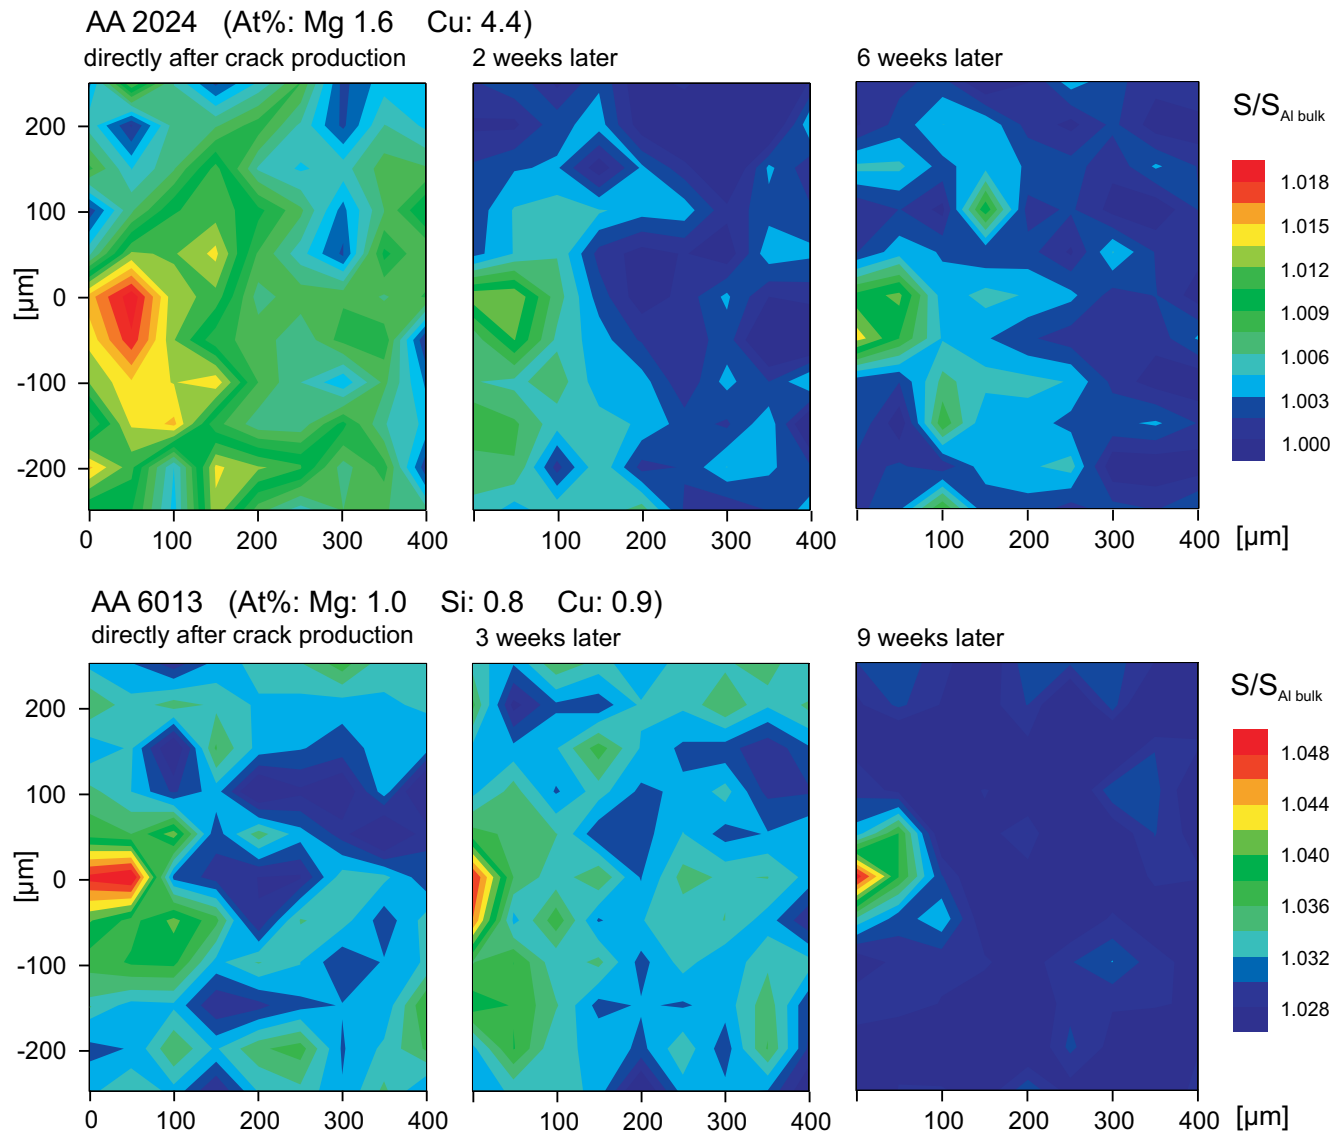 AA 2024 (At%: Mg 1.6 Cu: 4.4)
directly after crack production
2 weeks later
6 weeks later
S/S Al bulk
[µm]
200
100
0
-100
-200
0 100 200 300 400
100 200 300 400
100 200 300 400
[µm]
1.018
1.015
1.012
1.009
1.006
1.003
1.000
AA 6013 (At%: Mg: 1.0 Si: 0.8 Cu: 0.9)
directly after crack production
3 weeks later
9 weeks later
S/S Al bulk
[µm]
200
100
0
-100
-200
0 100 200 300 400
100 200 300 400
100 200 300 400
[µm]
1.048
1.044
1.040
1.036
1.032
1.028